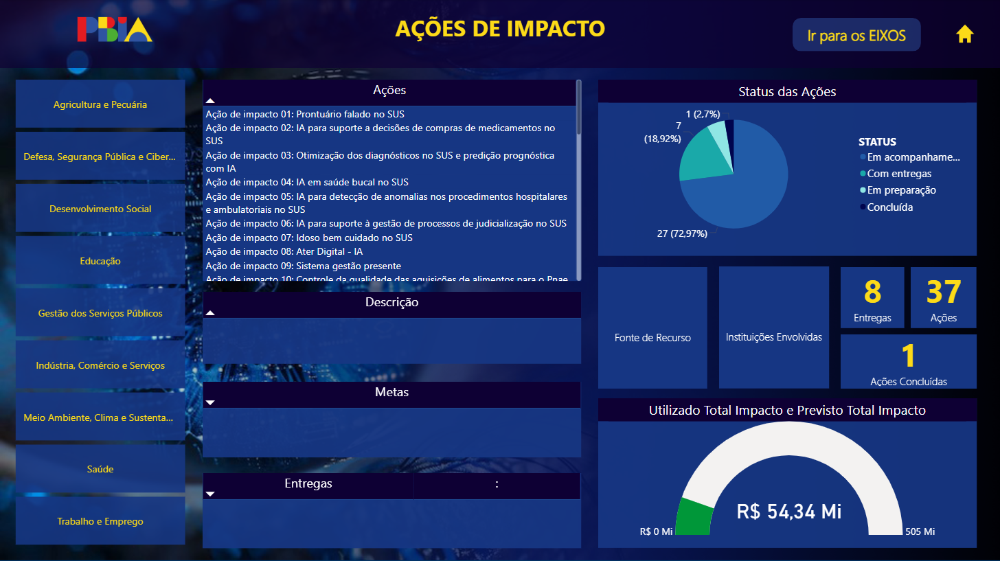 PBIA
AÇÕES DE IMPACTO
Ir para os EIXOS
Agricultura e Pecuária
Defesa, Segurança Pública e Ciber...
Desenvolvimento Social
Educação
Gestão dos Serviços Públicos
Indústria, Comércio e Serviços
Meio Ambiente, Clima e Sustenta...
Saúde
Trabalho e Emprego
Ações
Ação de impacto 01: Prontuário falado no SUS
Ação de impacto 02: IA para suporte a decisões de compras de medicamentos no
SUS
Ação de impacto 03: Otimização dos diagnósticos no SUS e predição prognóstica
com IA
Ação de impacto 04: IA em saúde bucal no SUS
Ação de impacto 05: IA para detecção de anomalias nos procedimentos hospitalares
e ambulatoriais no SUS
Ação de impacto 06: IA para suporte à gestão de processos de judicialização no SUS
Ação de impacto 07: Idoso bem cuidado no SUS
Ação de impacto 08: Ater Digital - IA
Ação de impacto 09: Sistema gestão presente
Ação de impacto 10: Controle da qualidade das aquisições de alimentos para o Pnae
Descrição
Metas
Entregas :
Status das Ações
1 (2,7%)
7
(18,92%)
27 (72,97%)
STATUS
Em acompanhame...
Com entregas
Em preparação
Concluída
Fonte de Recurso
Instituições Envolvidas
8
Entregas
37
Ações
1
Ações Concluídas
Utilizado Total Impacto e Previsto Total Impacto
R$ 54,34 Mi
R$ 0 Mi
505 Mi